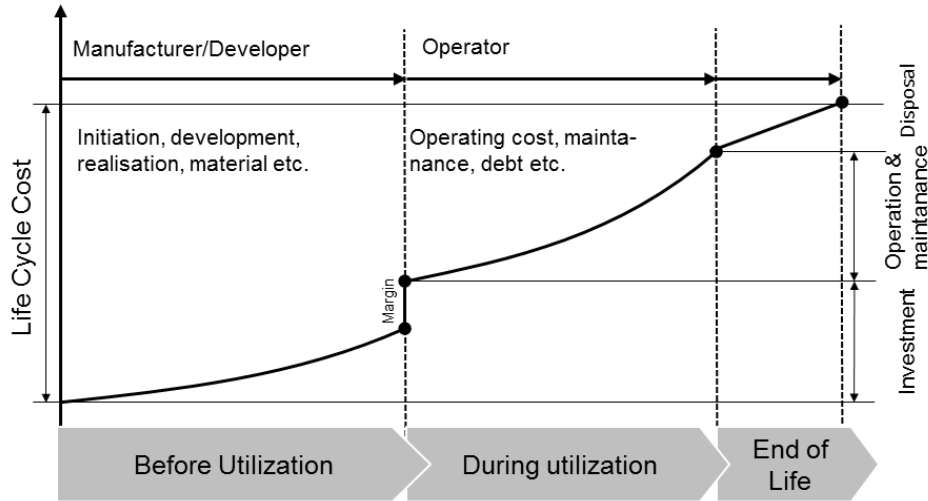 Manufacturer/Developer
Operator
Initiation, development,
realisation, material etc.
Operating cost, mainta-
nance, debt etc.
Life Cycle Cost
Margin
Disposal
Operation &
maintanance
Investment
Before Utilization
During utilization
End of
Life